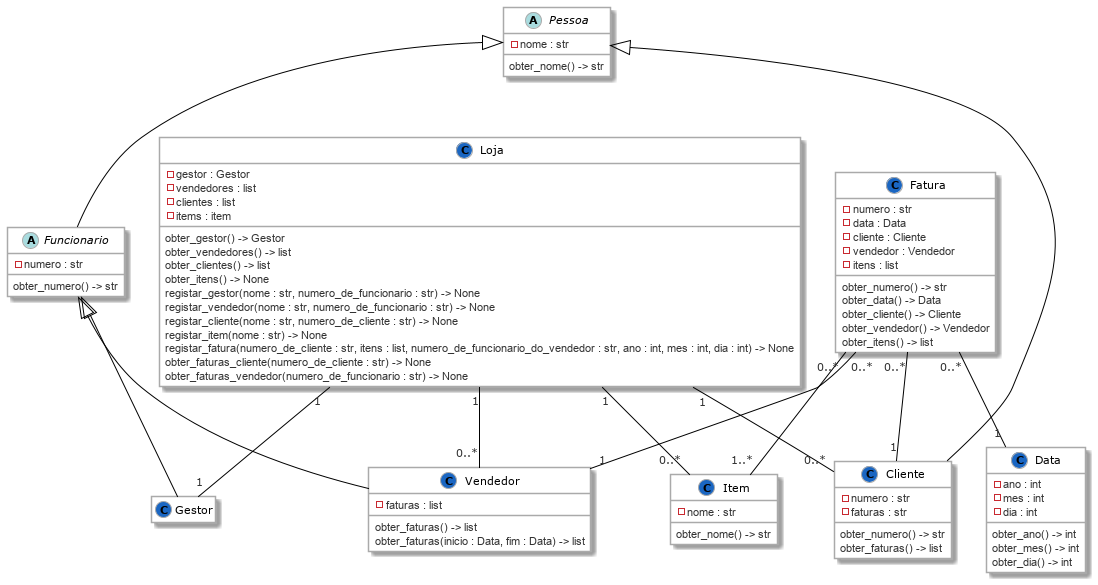 A Pessoa
nome : str
obter_nome() -> str
C Loja
gestor : Gestor
vendedores : list
clientes : list
items : item
obter_gestor() -> Gestor
obter_vendedores() -> list
obter_clientes() -> list
obter_itens() -> None
registar_gestor(nome : str, numero_de_funcionario : str) -> None
registar_vendedor(nome : str, numero_de_funcionario : str) -> None
registar_cliente(nome : str, numero_de_cliente : str) -> None
registar_item(nome : str) -> None
registar_fatura(numero_de_cliente : str, itens : list, numero_de_funcionario_do_vendedor : str, ano : int, mes : int, dia : int) -> None
obter_faturas_cliente(numero_de_cliente : str) -> None
obter_faturas_vendedor(numero_de_funcionario : str) -> None
C Fatura
numero : str
data : Data
cliente : Cliente
vendedor : Vendedor
itens : list
obter_numero() -> str
obter_data() -> Data
obter_cliente() -> Cliente
obter_vendedor() -> Vendedor
obter_itens() -> list
A Funcionario
numero : str
obter_numero() -> str
0..* 0..* 0..* 0..*
1 1 1 1
1 0..* 1 0..* 1..* 0..* 1 1
C Gestor
C Vendedor
faturas : list
obter_faturas() -> list
obter_faturas(inicio : Data, fim : Data) -> list
C Item
nome : str
obter_nome() -> str
C Cliente
numero : str
faturas : str
obter_numero() -> str
obter_faturas() -> list
C Data
ano : int
mes : int
dia : int
obter_ano() -> int
obter_mes() -> int
obter_dia() -> int